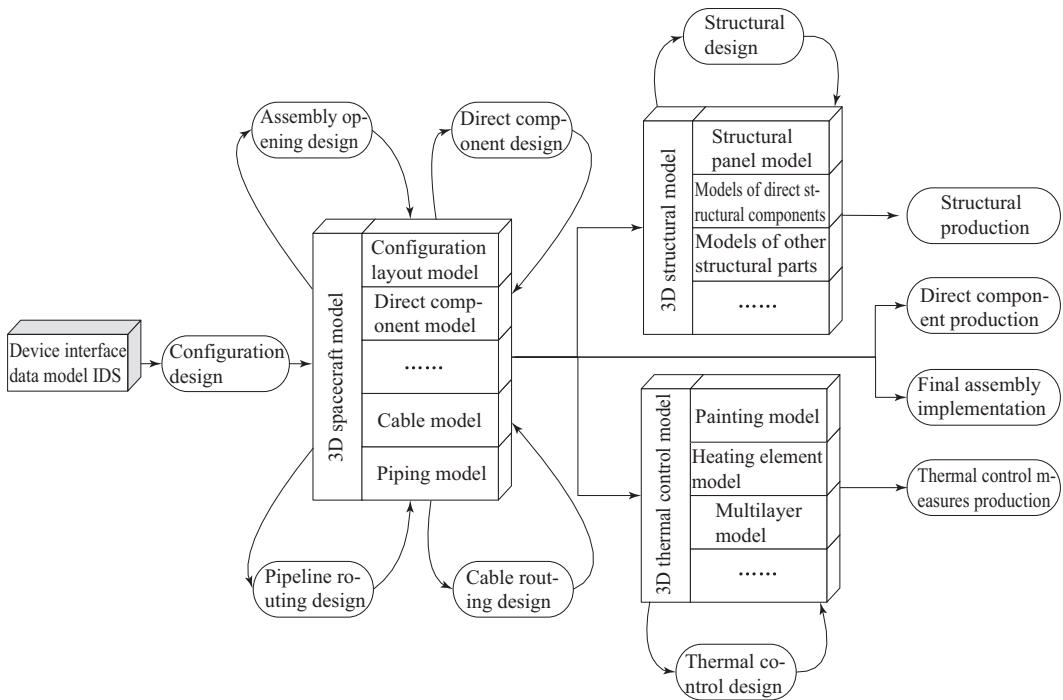 Device interface
data model IDS
Configuration
design
Assembly op-
ening design
Direct comp-
onent design
3D spacecraft model
Configuration
layout model
Direct comp-
onent model
……
Cable model
Piping model
Pipeline ro-
uting design
Cable rout-
ing design
Structural
design
3D structural model
Structural
panel model
Models of direct str-
uctural components
Models of other
structural parts
……
3D thermal control model
Painting model
Heating element
model
Multilayer
model
……
Thermal co-
ntrol design
Structural
production
Direct compon-
ent production
Final assembly
implementation
Thermal control m-
easures production